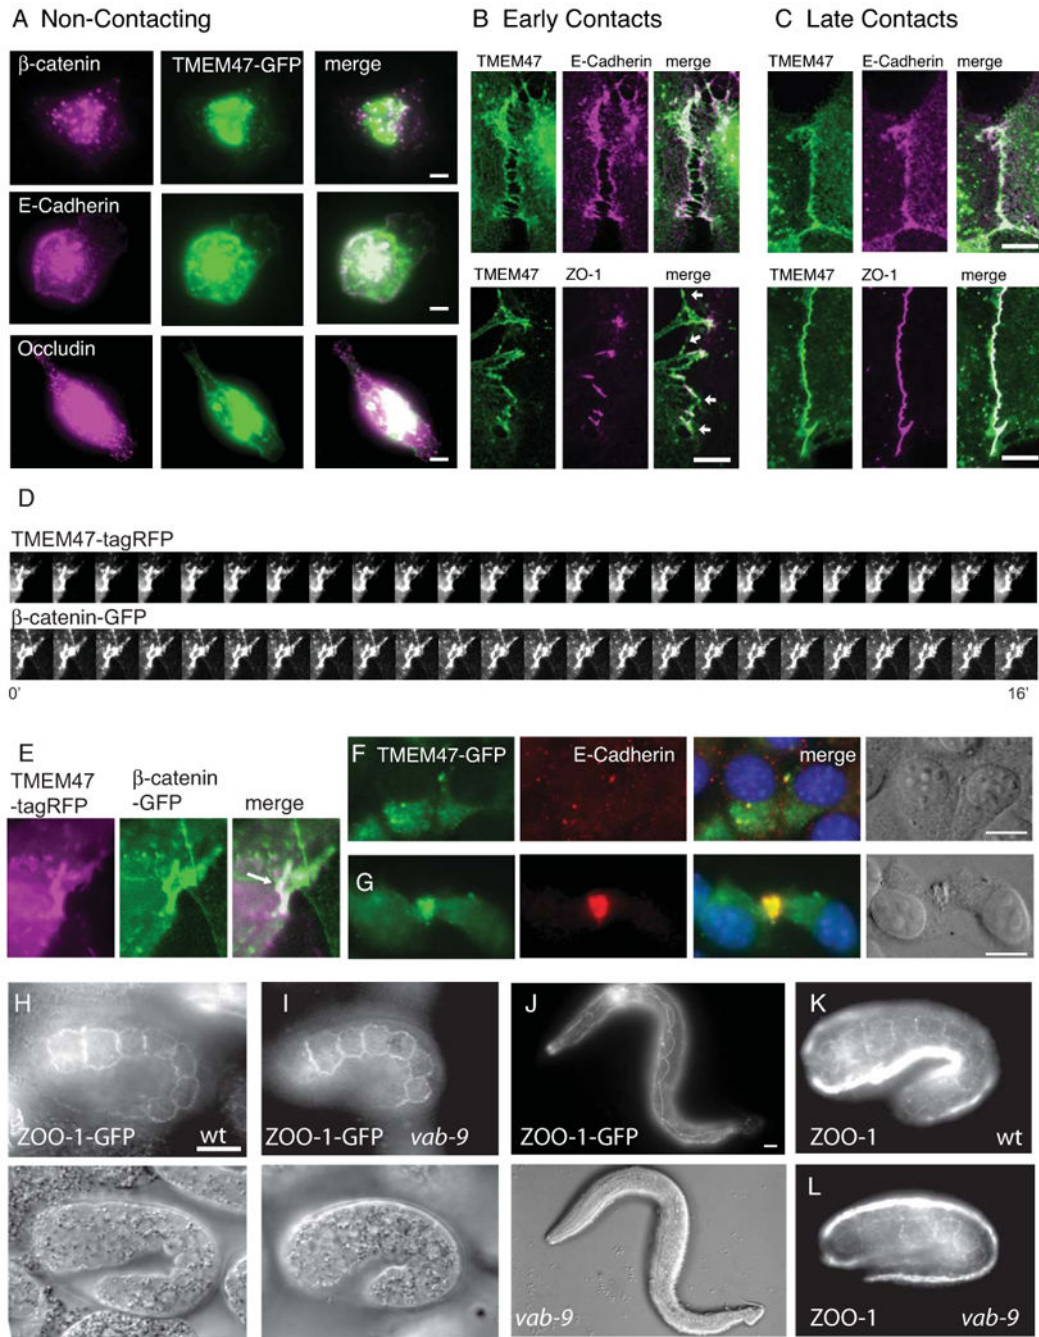 A Non-Contacting
β-catenin TMEM47-GFP merge
E-Cadherin
Occludin
B Early Contacts
TMEM47 E-Cadherin merge
TMEM47 ZO-1 merge
C Late Contacts
TMEM47 E-Cadherin merge
TMEM47 ZO-1 merge
D
TMEM47-tagRFP
β-catenin-GFP
0' 16'
E
TMEM47
-tagRFP
β-catenin
-GFP
merge
F TMEM47-GFP E-Cadherin merge
G
H
ZOO-1-GFP wt
I
ZOO-1-GFP vab-9
J
ZOO-1-GFP
vab-9
K
ZOO-1 wt
L
ZOO-1 vab-9